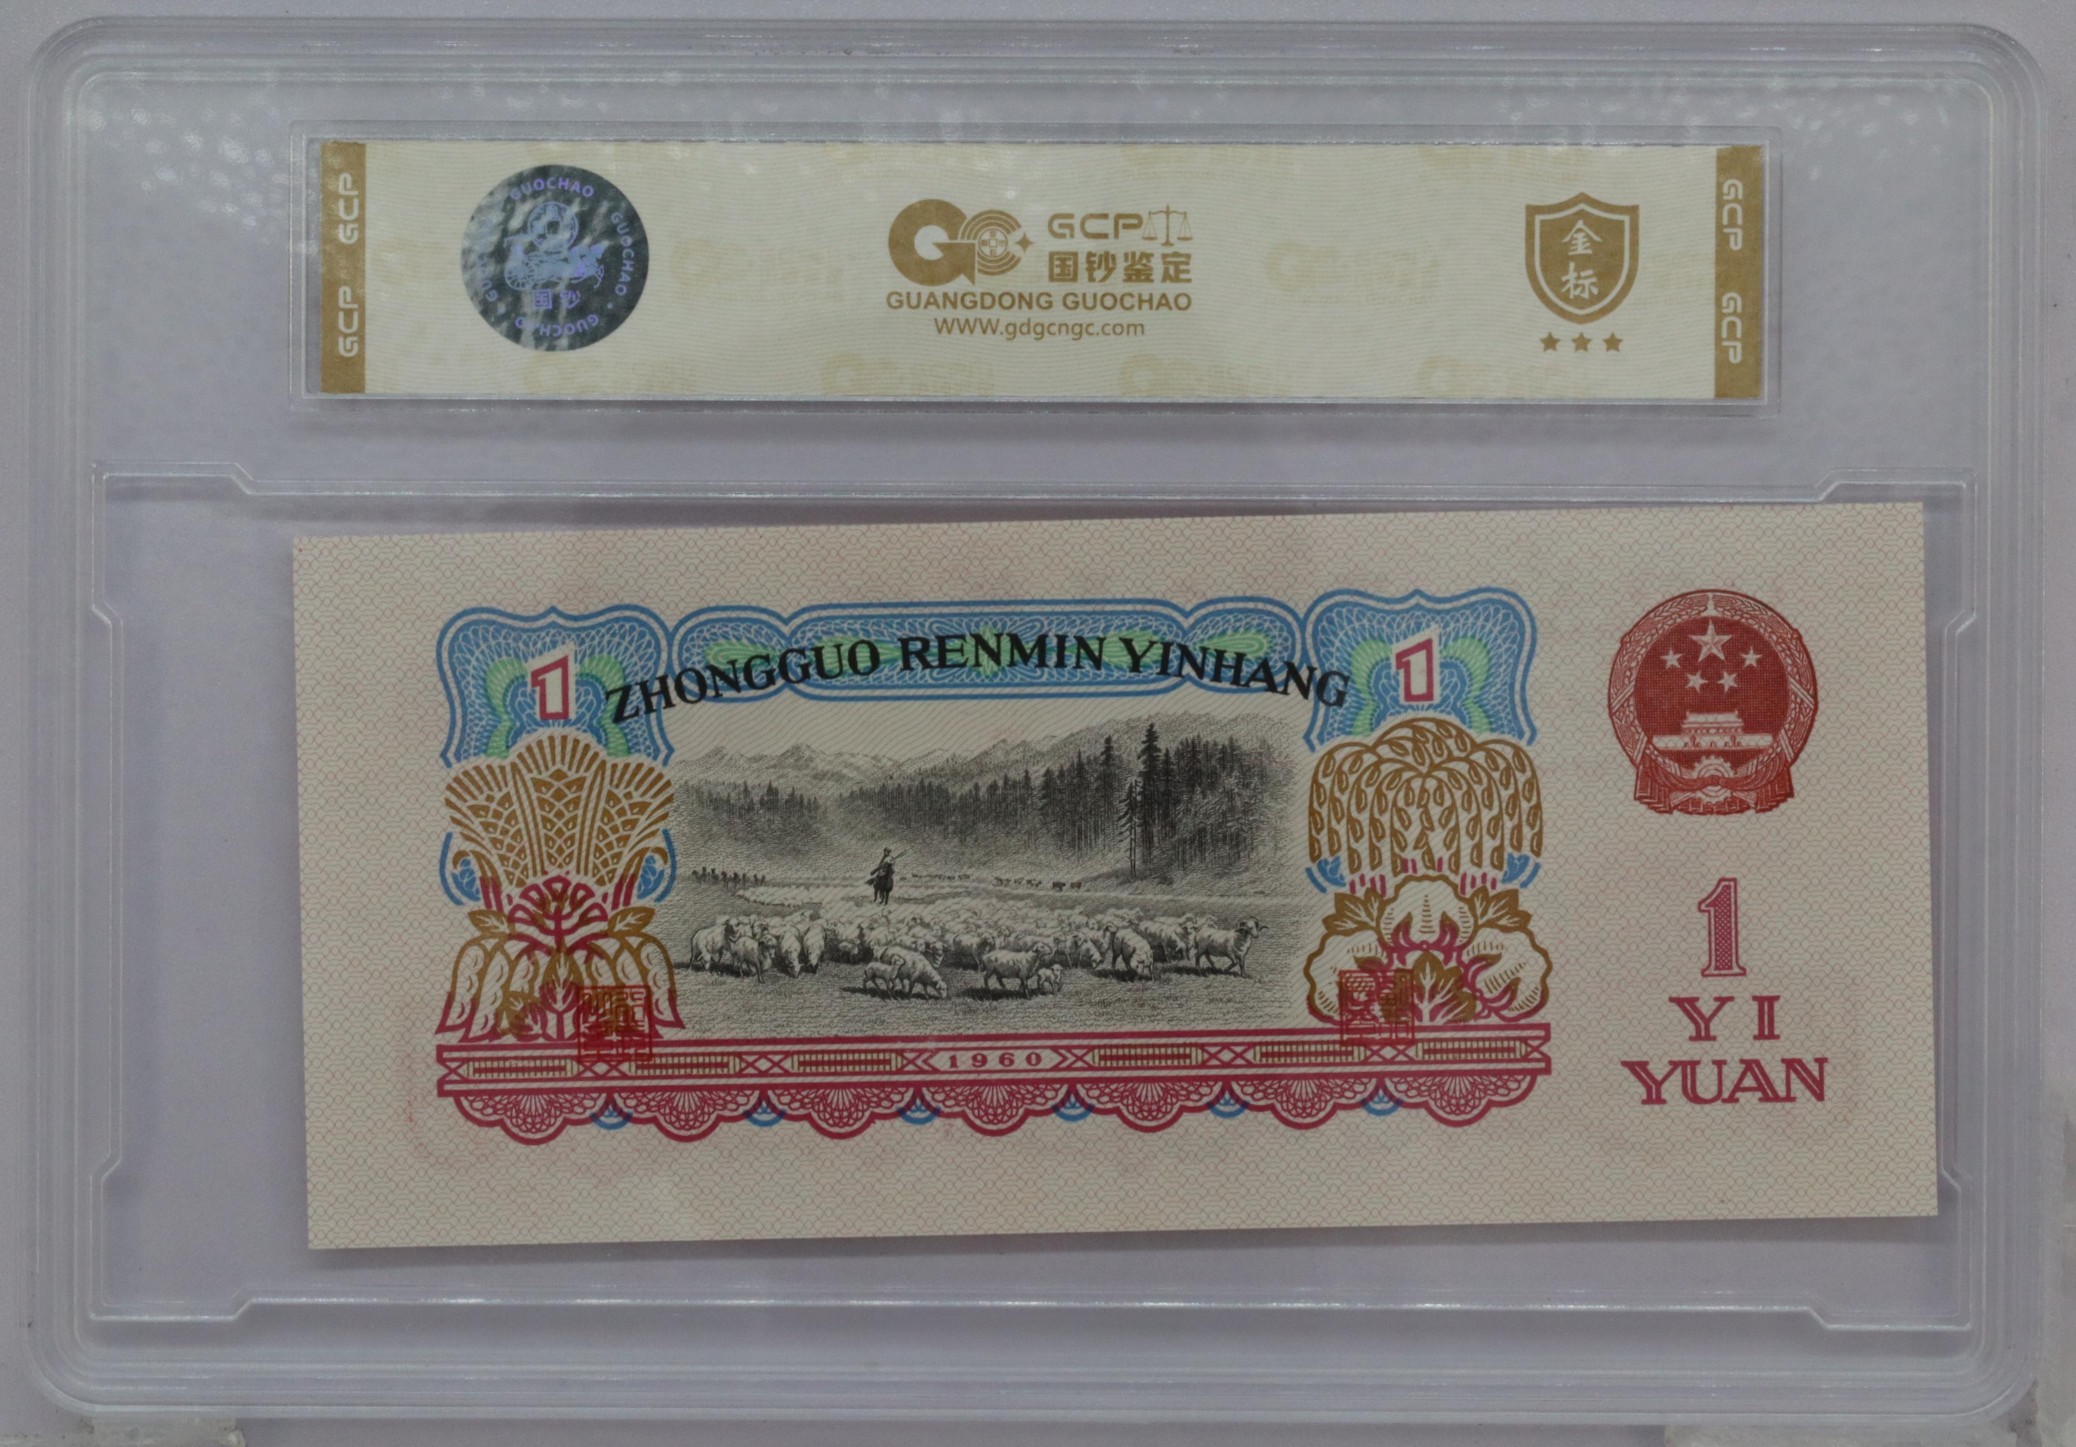 GCP GCP
GUOCHAO GUOCHAO GUOCHAO
国钞
GCP
国钞鉴定
GUANGDONG GUOCHAO
WWW.gdgcngc.com
金标
GCP GCP
ZHONGGUO RENMIN YINHANG
1
1
1960
1
YI
YUAN